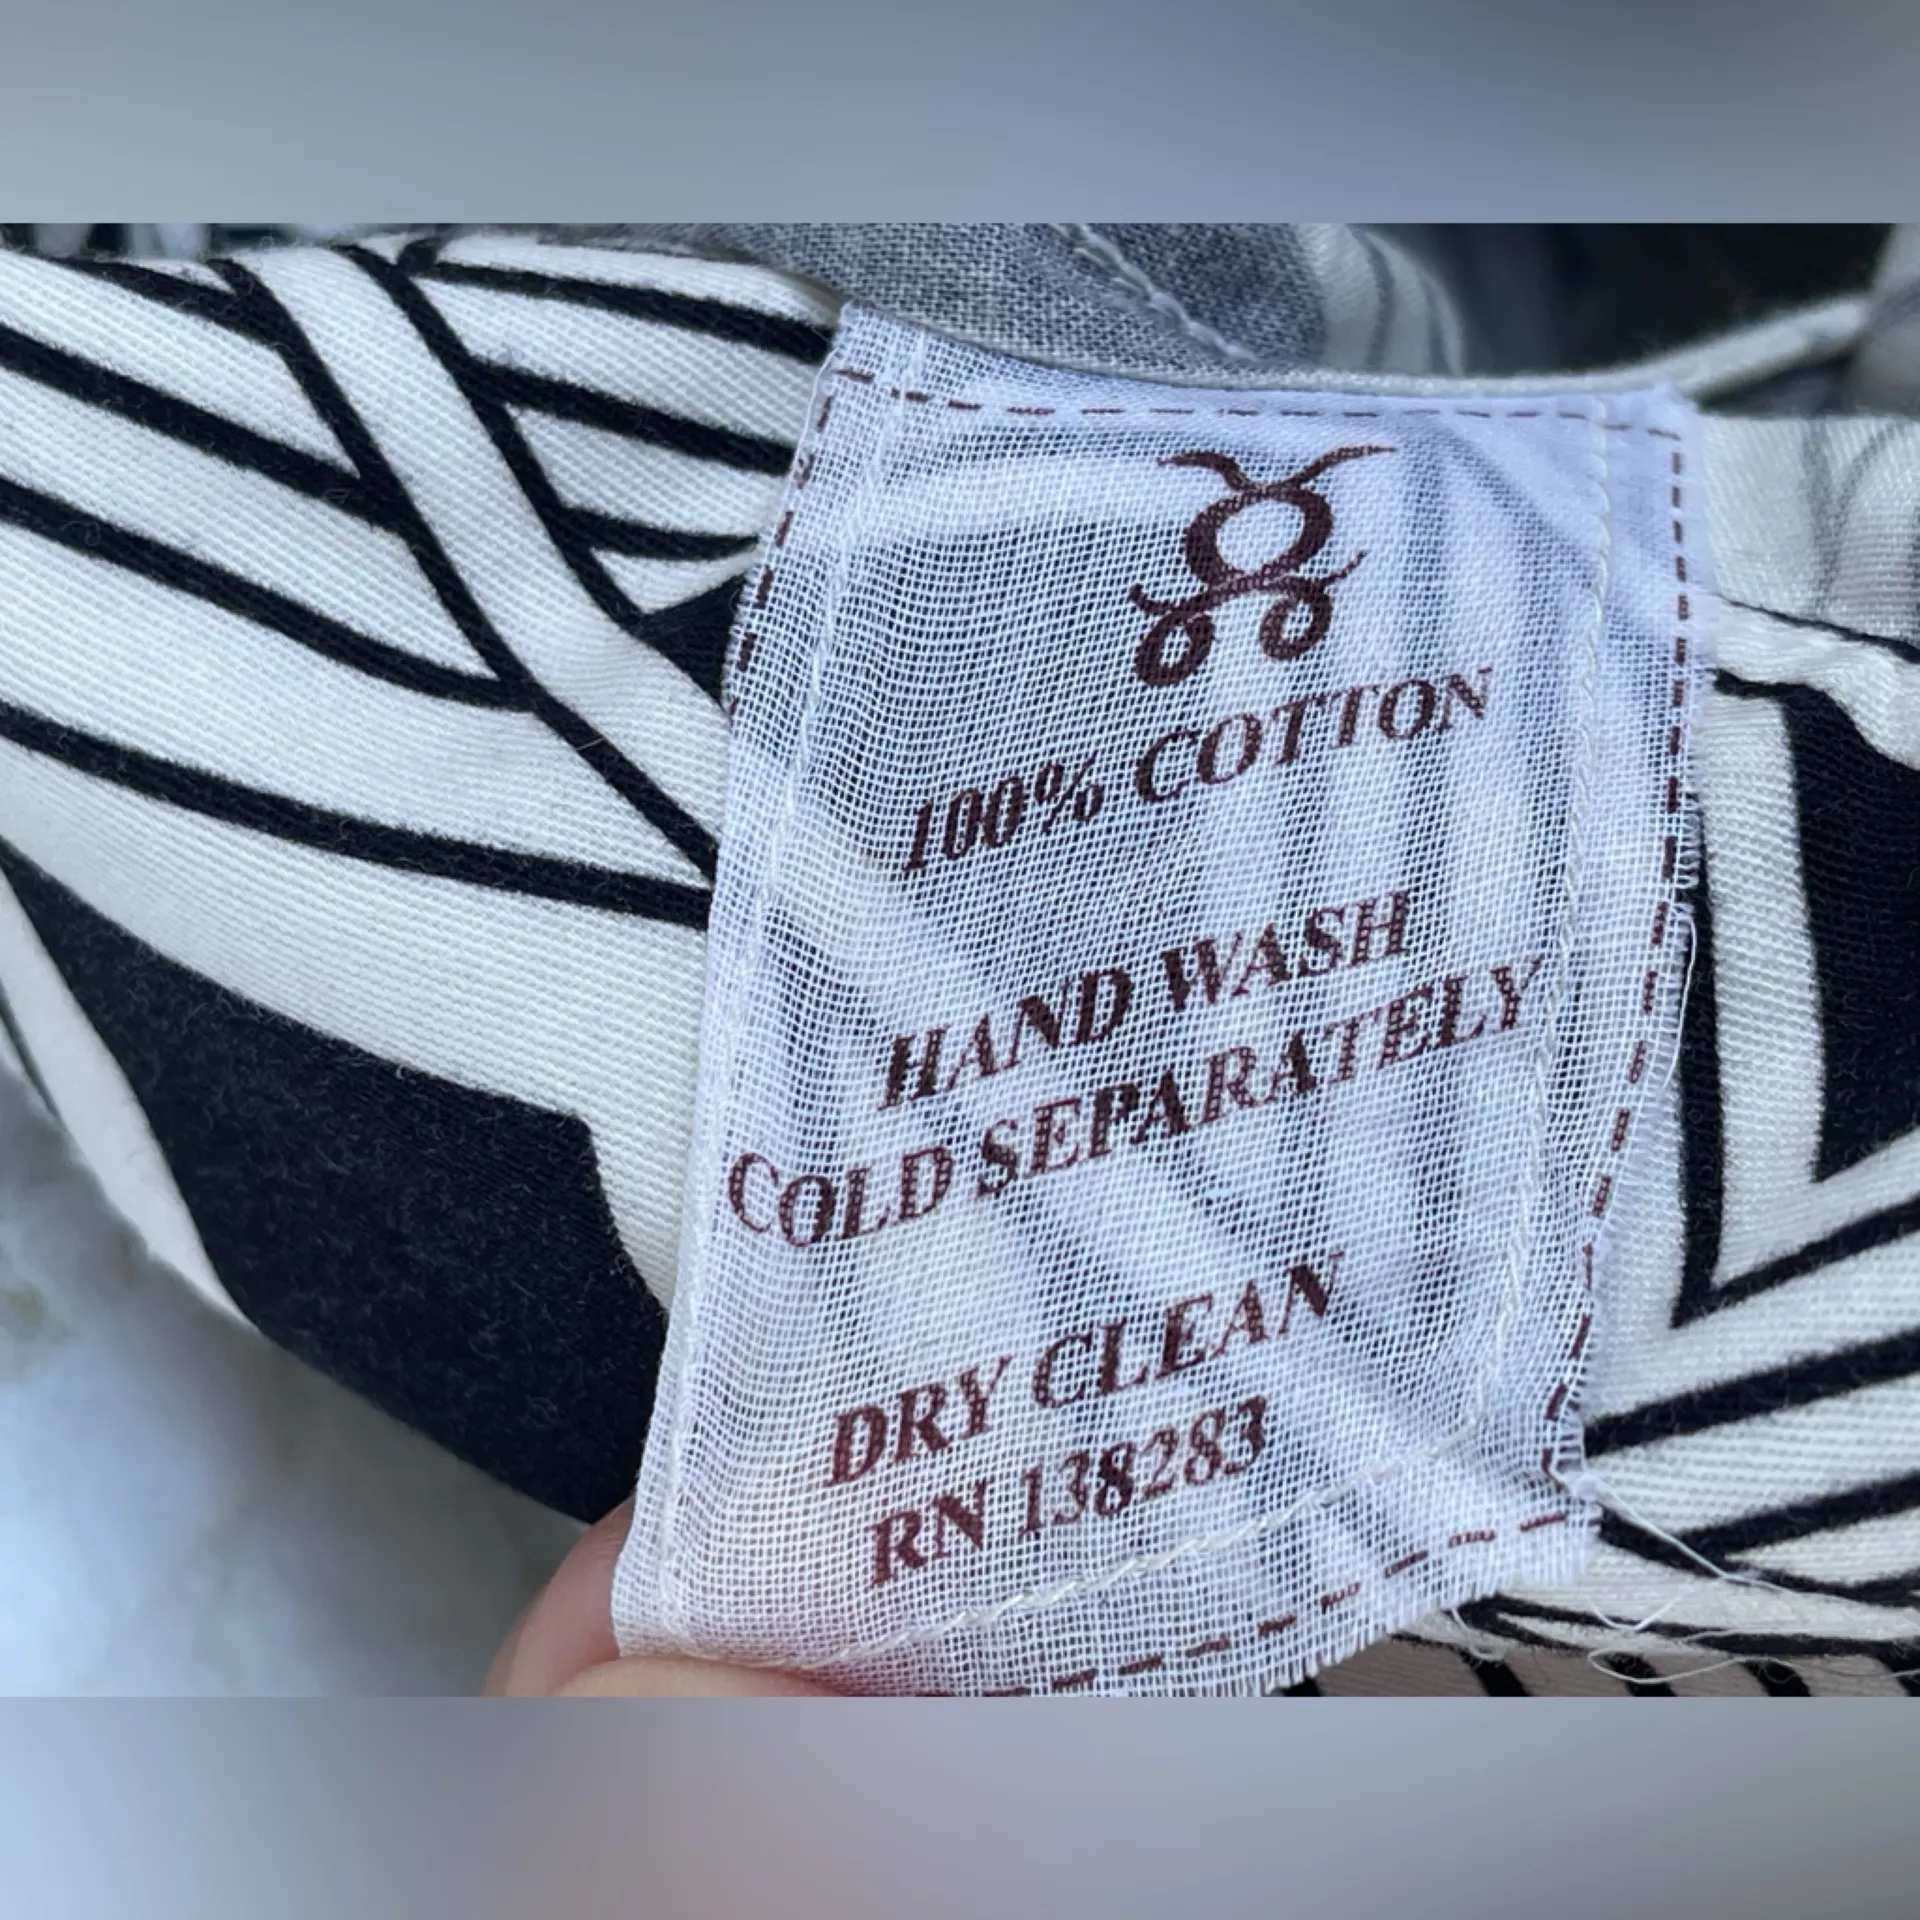 100% COTTON
HAND WASH
COLD SEPARATELY
DRY CLEAN
RN 138283